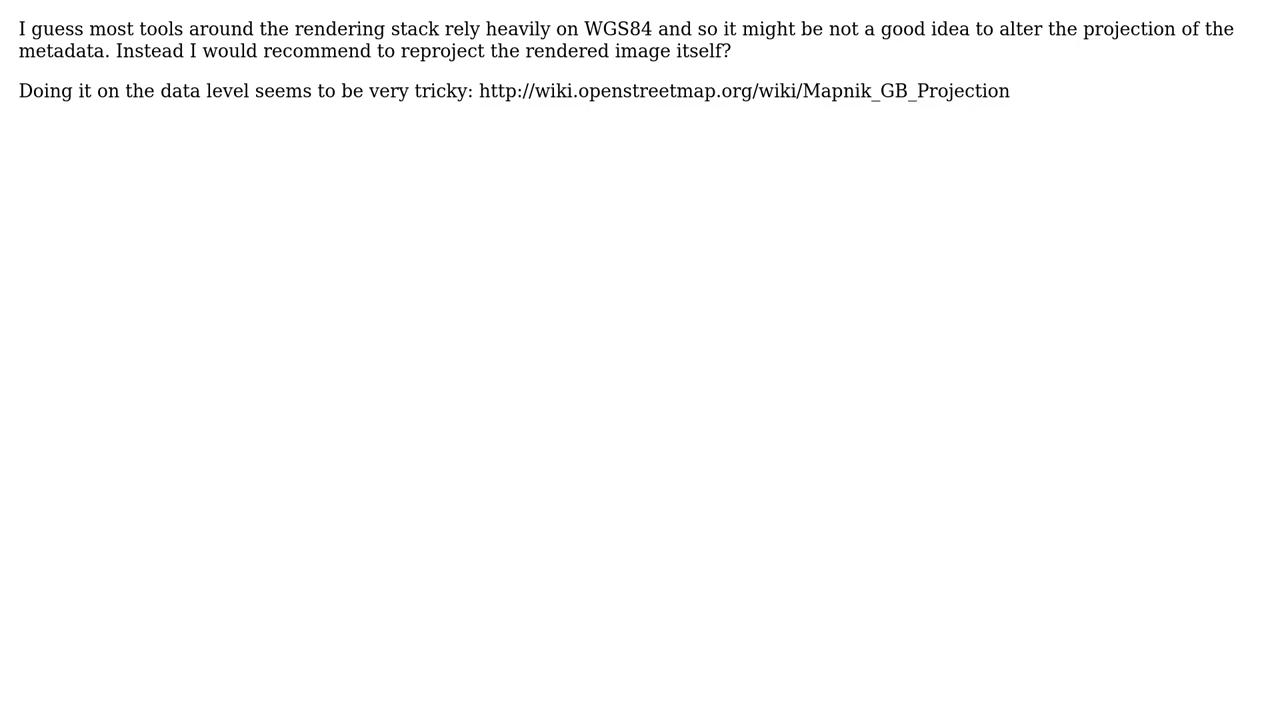 I guess most tools around the rendering stack rely heavily on WGS84 and so it might be not a good idea to alter the projection of the
metadata. Instead I would recommend to reproject the rendered image itself?
Doing it on the data level seems to be very tricky: http://wiki.openstreetmap.org/wiki/Mapnik_GB_Projection